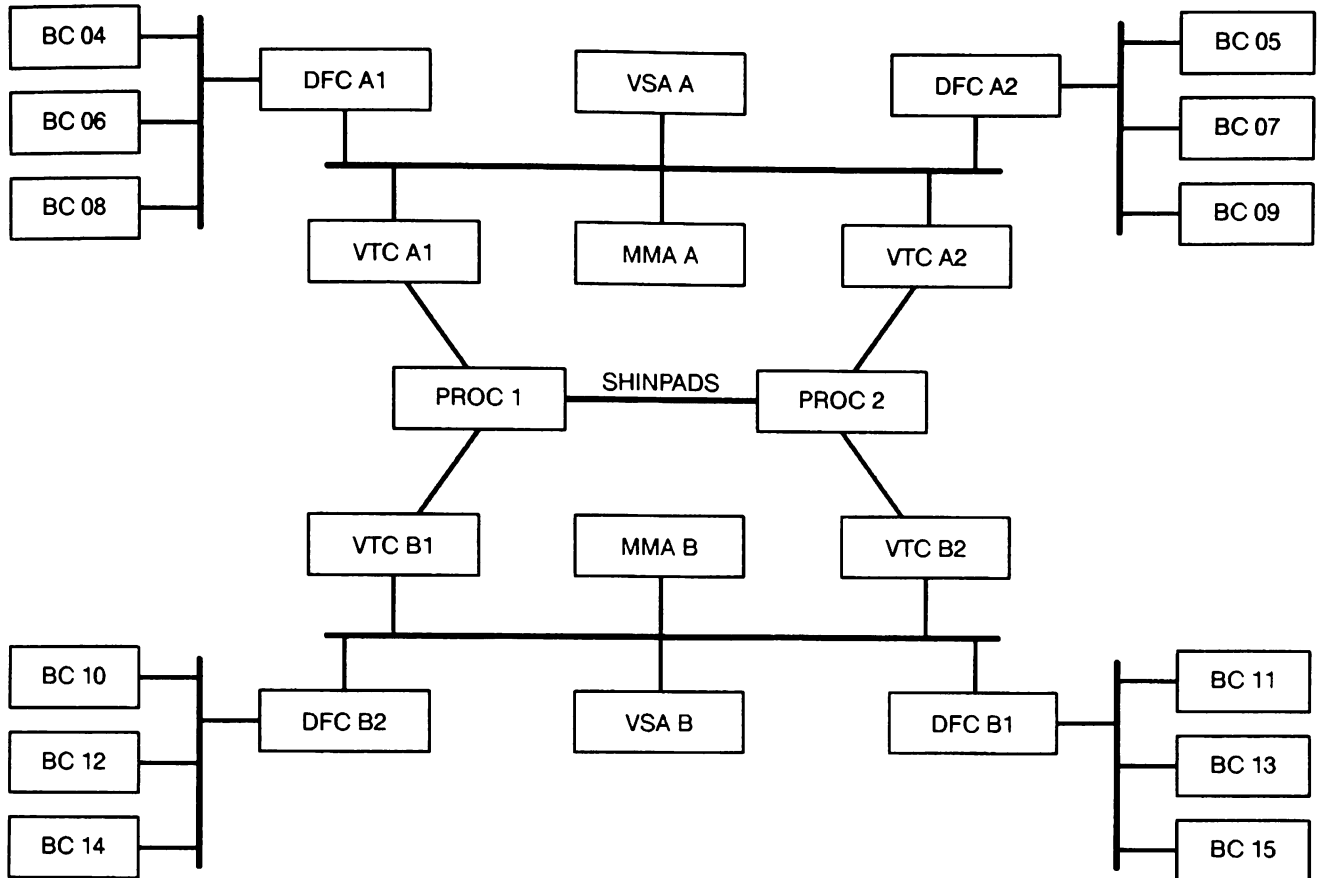 BC 04
DFC A1
VSA A
DFC A2
BC 05
BC 06
BC 07
BC 08
BC 09
VTC A1
MMA A
VTC A2
PROC 1
SHINPADS
PROC 2
VTC B1
MMA B
VTC B2
BC 10
DFC B2
VSA B
DFC B1
BC 11
BC 12
BC 13
BC 14
BC 15